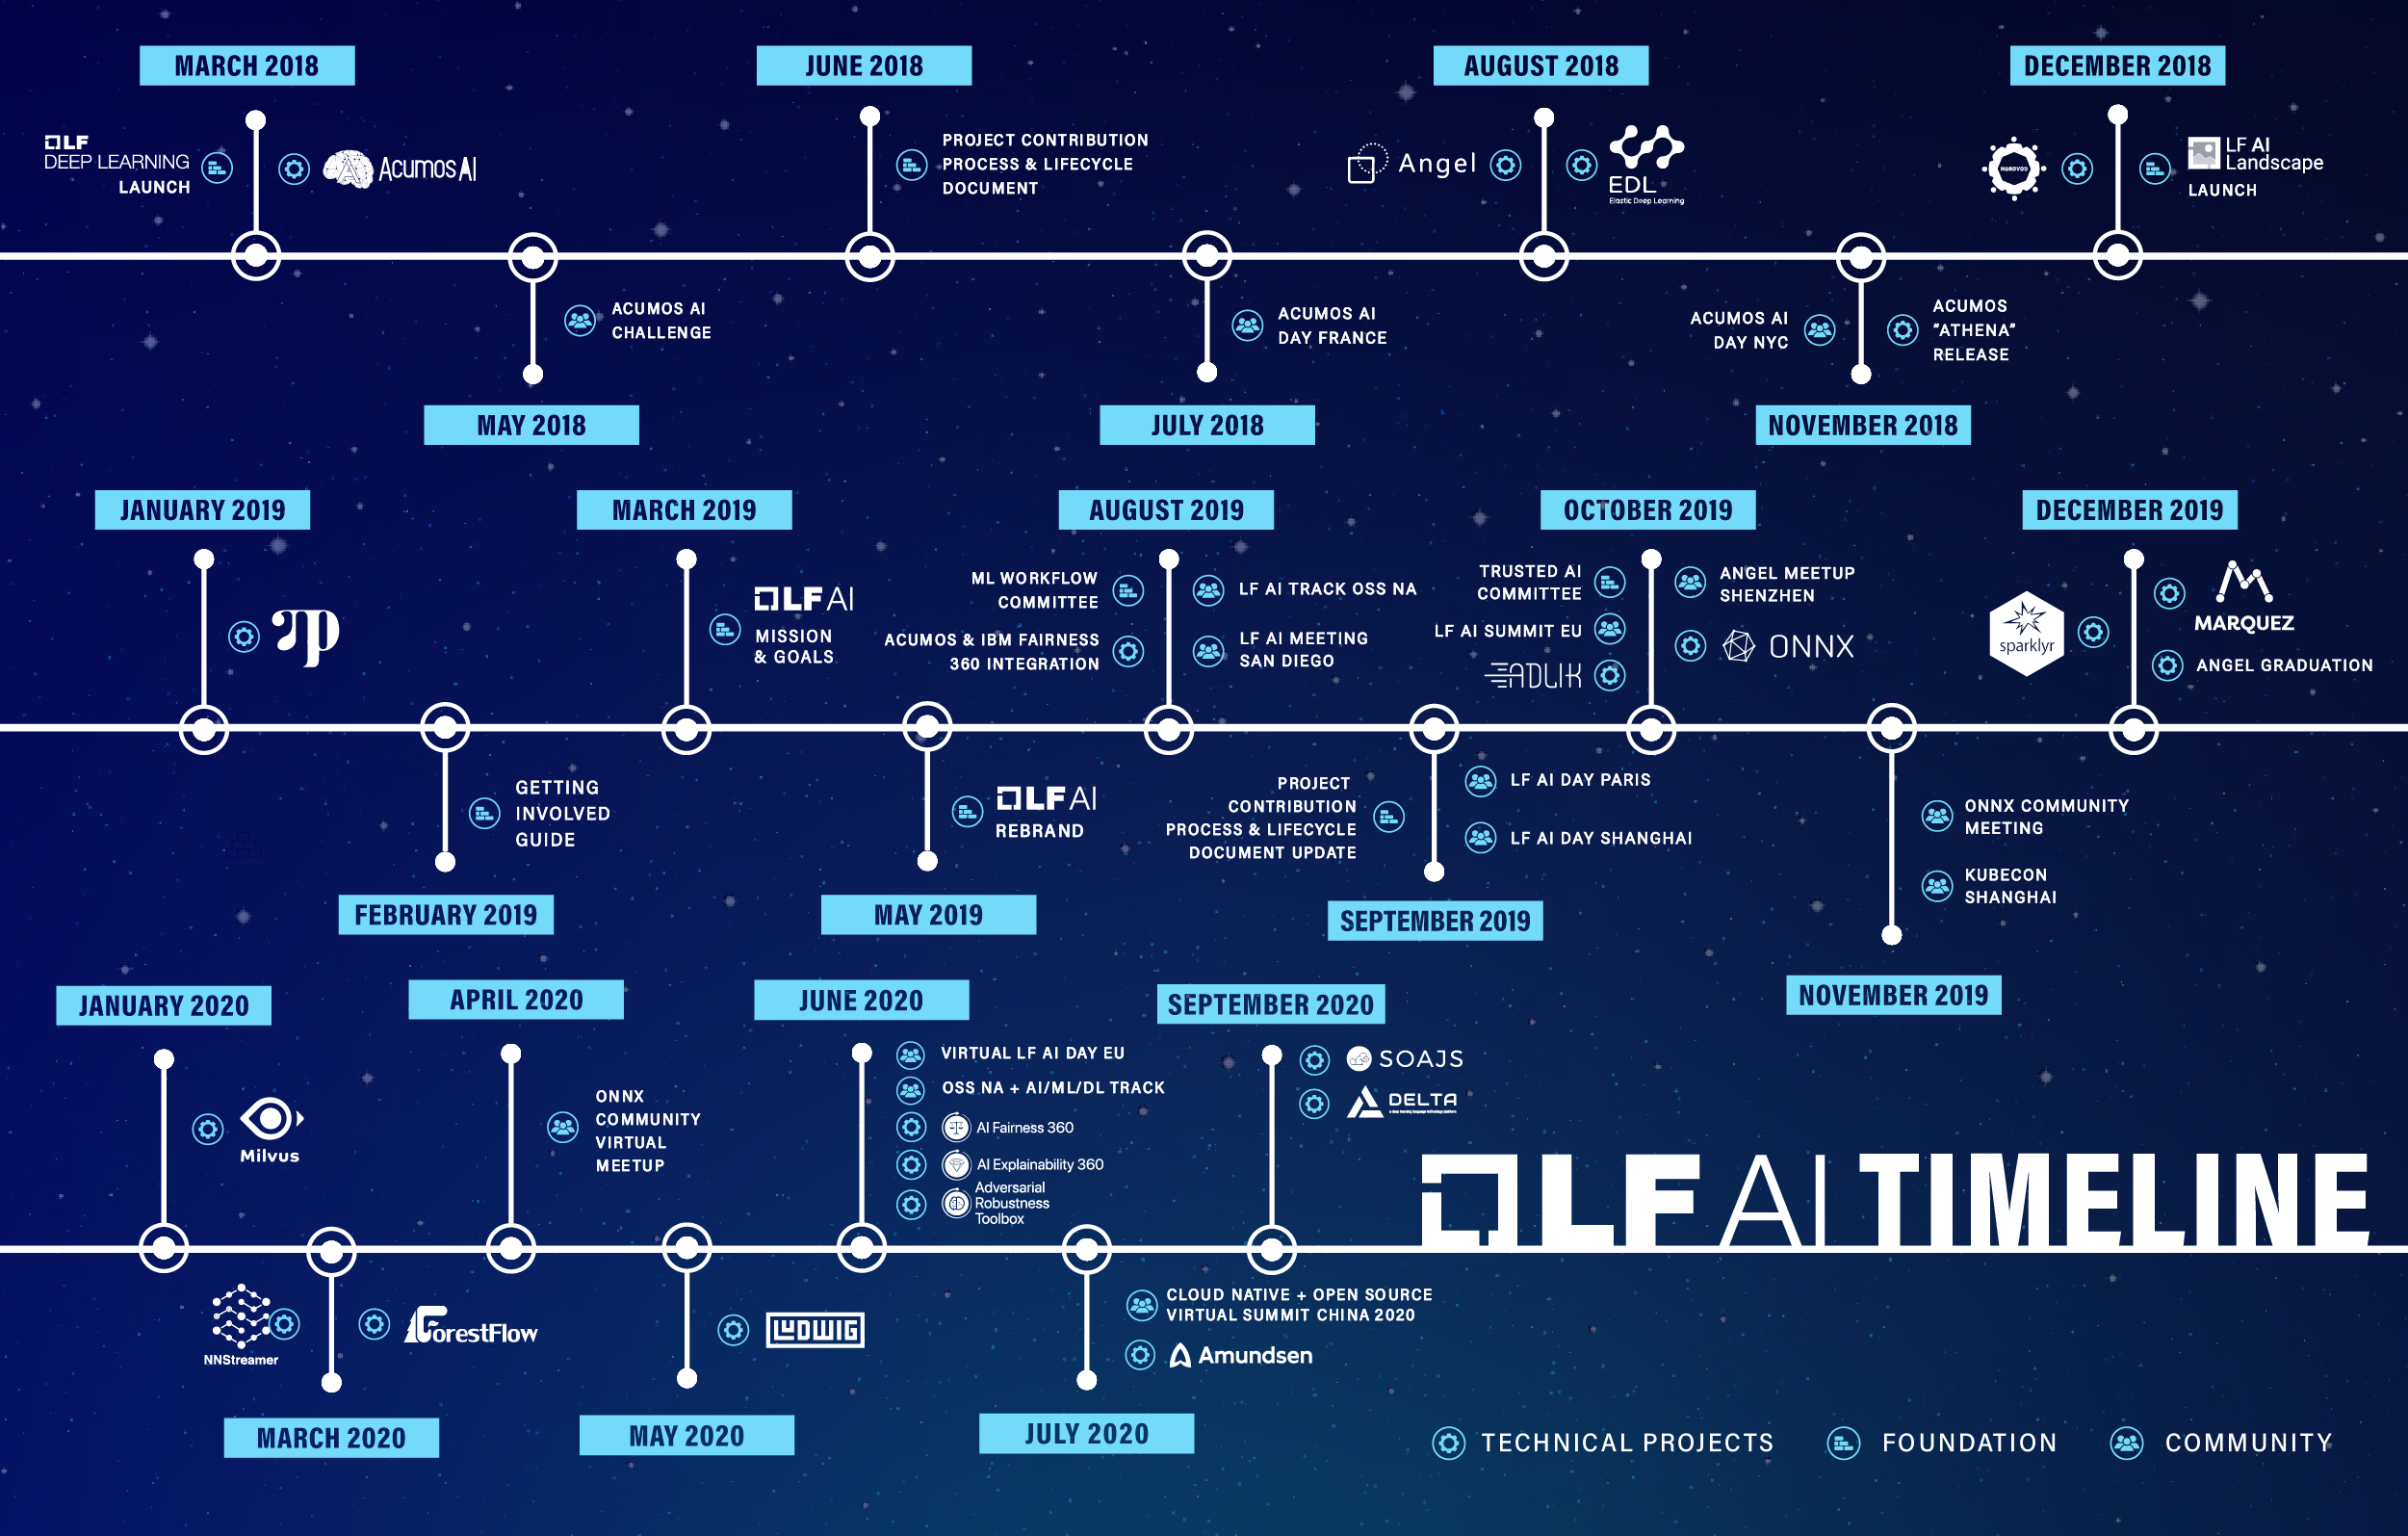 MARCH 2018
JUNE 2018
AUGUST 2018
DECEMBER 2018
LF
DEEP LEARNING
LAUNCH
Acumos AI
PROJECT CONTRIBUTION
PROCESS & LIFECYCLE
DOCUMENT
Angel
EDL
Elastic Deep Learning
HOROVOD
LF AI
Landscape
LAUNCH
ACUMOS AI
CHALLENGE
ACUMOS AI
DAY FRANCE
ACUMOS AI
DAY NYC
ACUMOS
“ATHENA”
RELEASE
MAY 2018
JULY 2018
NOVEMBER 2018
JANUARY 2019
MARCH 2019
AUGUST 2019
OCTOBER 2019
DECEMBER 2019
LF AI
MISSION
& GOALS
ML WORKFLOW
COMMITTEE
ACUMOS & IBM FAIRNESS
360 INTEGRATION
LF AI TRACK OSS NA
LF AI MEETING
SAN DIEGO
TRUSTED AI
COMMITTEE
LF AI SUMMIT EU
ADLIK
ANGEL MEETUP
SHENZHEN
ONNX
sparklyr
MARQUEZ
ANGEL GRADUATION
GETTING
INVOLVED
GUIDE
LF AI
REBRAND
PROJECT
CONTRIBUTION
PROCESS & LIFECYCLE
DOCUMENT UPDATE
LF AI DAY PARIS
LF AI DAY SHANGHAI
ONNX COMMUNITY
MEETING
KUBECON
SHANGHAI
FEBRUARY 2019
MAY 2019
SEPTEMBER 2019
NOVEMBER 2019
JANUARY 2020
APRIL 2020
JUNE 2020
SEPTEMBER 2020
Milvus
ONNX
COMMUNITY
VIRTUAL
MEETUP
VIRTUAL LF AI DAY EU
OSS NA + AI/ML/DL TRACK
AI Fairness 360
AI Explainability 360
Adversarial
Robustness
Toolbox
SOAJS
DELTA
a deep learning language technology platform
LF AI TIMELINE
NNStreamer
ForestFlow
LUDWIG
CLOUD NATIVE + OPEN SOURCE
VIRTUAL SUMMIT CHINA 2020
Amundsen
MARCH 2020
MAY 2020
JULY 2020
TECHNICAL PROJECTS
FOUNDATION
COMMUNITY